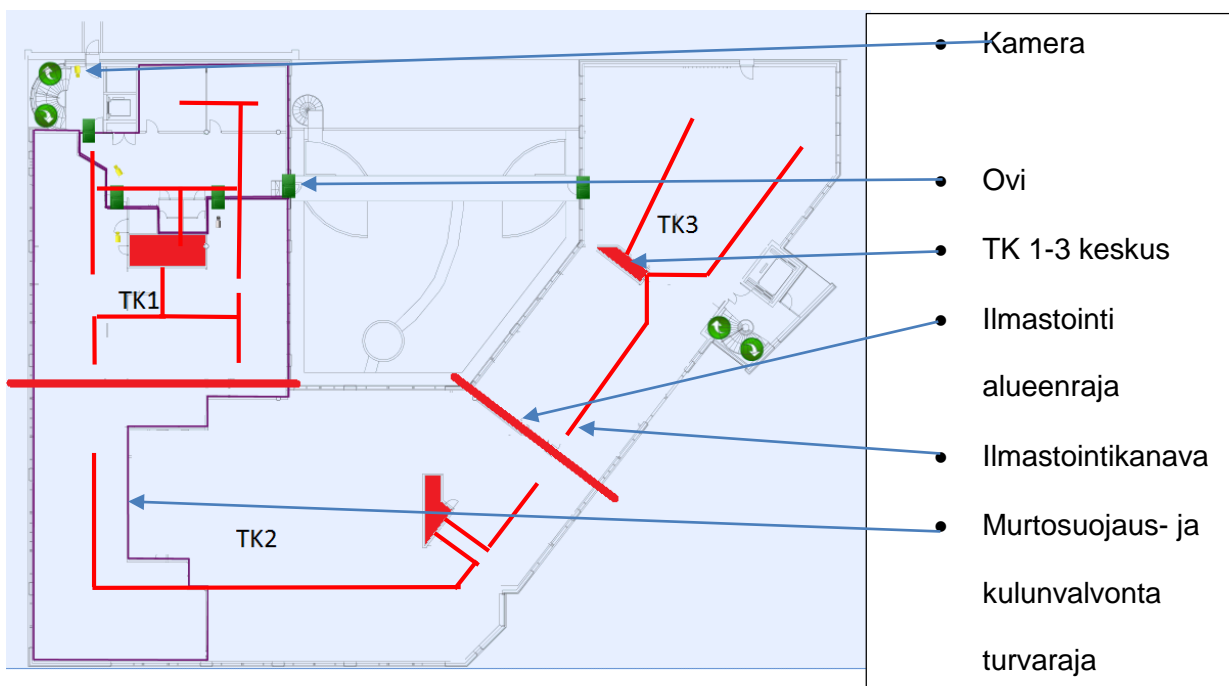 TK1
TK2
TK3
• Kamera
• Ovi
• TK 1-3 keskus
• Ilmastointi
alueenraja
• Ilmastointikanava
• Murtosuojaus- ja
kulunvalvonta
turvaraja